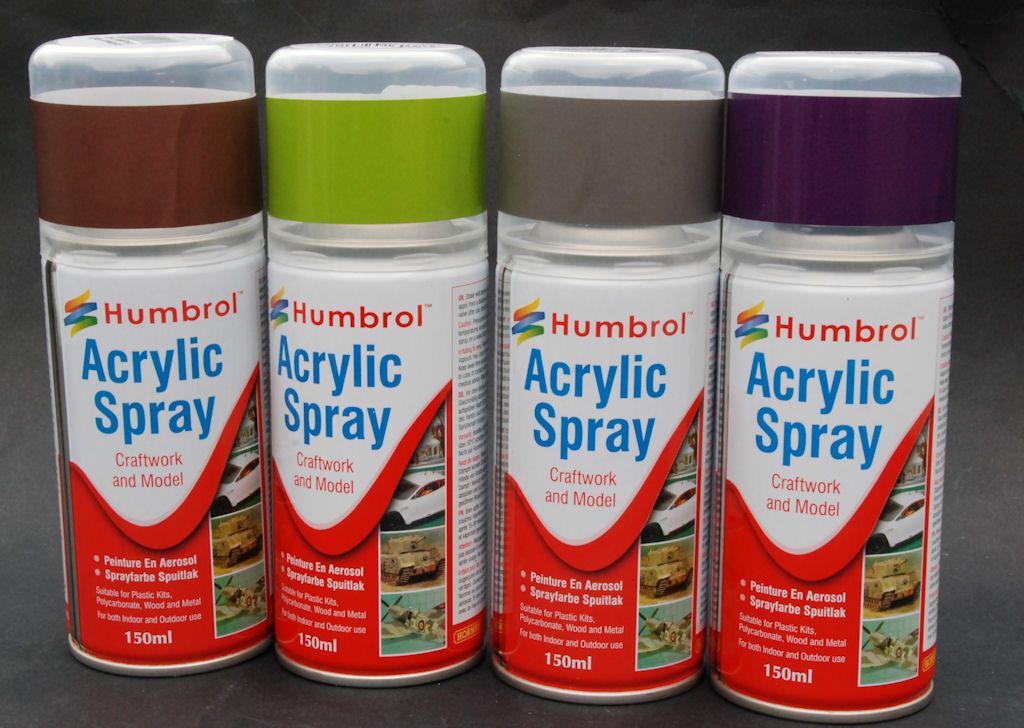 Humbrol™
Acrylic
Spray
Craftwork
and Model
• Peinture En Aerosol
• Sprayfarbe Spuitlak
Suitable for Plastic Kits,
Polycarbonate, Wood and Metal
For both Indoor and Outdoor use
150ml
Humbrol™
Acrylic
Spray
Craftwork
and Model
• Peinture En Aerosol
• Sprayfarbe Spuitlak
Suitable for Plastic Kits,
Polycarbonate, Wood and Metal
For both Indoor and Outdoor use
150ml
Humbrol™
Acrylic
Spray
Craftwork
and Model
• Peinture En Aerosol
• Sprayfarbe Spuitlak
Suitable for Plastic Kits,
Polycarbonate, Wood and Metal
For both Indoor and Outdoor use
150ml
Humbrol™
Acrylic
Spray
Craftwork
and Model
• Peinture En Aerosol
• Sprayfarbe Spuitlak
Suitable for Plastic Kits,
Polycarbonate, Wood and Metal
For both Indoor and Outdoor use
150ml